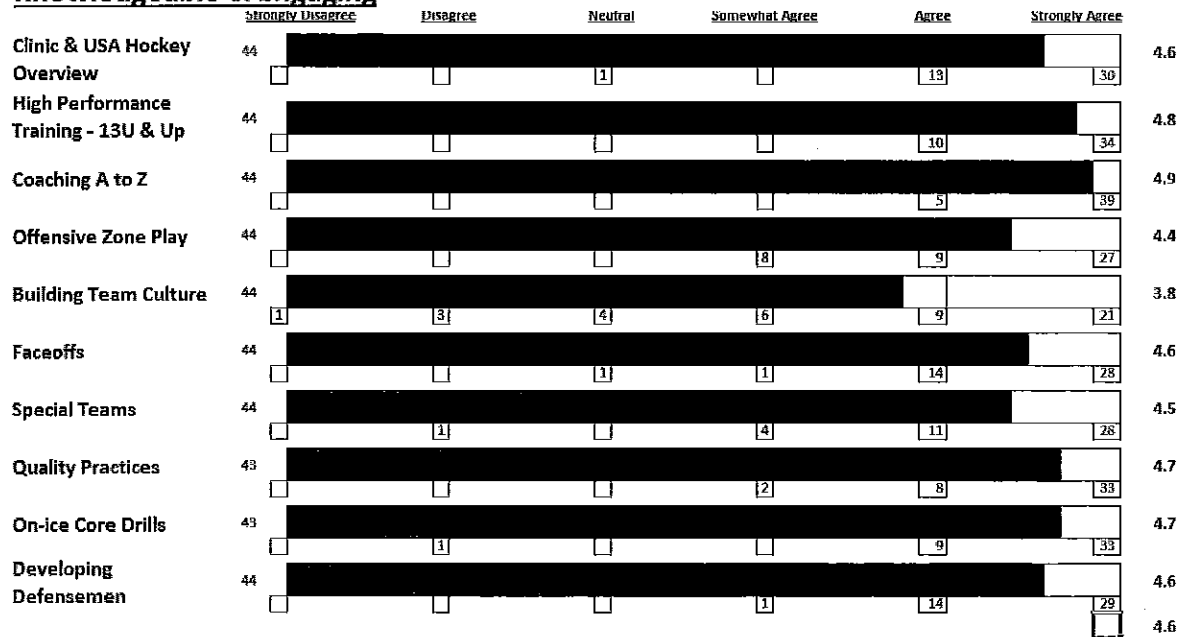 Strongly Disagree Disagree Neutral Somewhat Agree Agree Strongly Agree
Clinic & USA Hockey
Overview
44 4.6
1 13 30
High Performance
Training - 13U & Up
44 4.8
10 34
Coaching A to Z 44 4.9
5 39
Offensive Zone Play 44 4.4
8 9 27
Building Team Culture 44 3.8
1 3 4 6 9 21
Faceoffs 44 4.6
1 1 14 28
Special Teams 44 4.5
1 4 11 28
Quality Practices 43 4.7
2 8 33
On-ice Core Drills 43 4.7
1 9 33
Developing
Defensemen
44 4.6
1 14 29
4.6